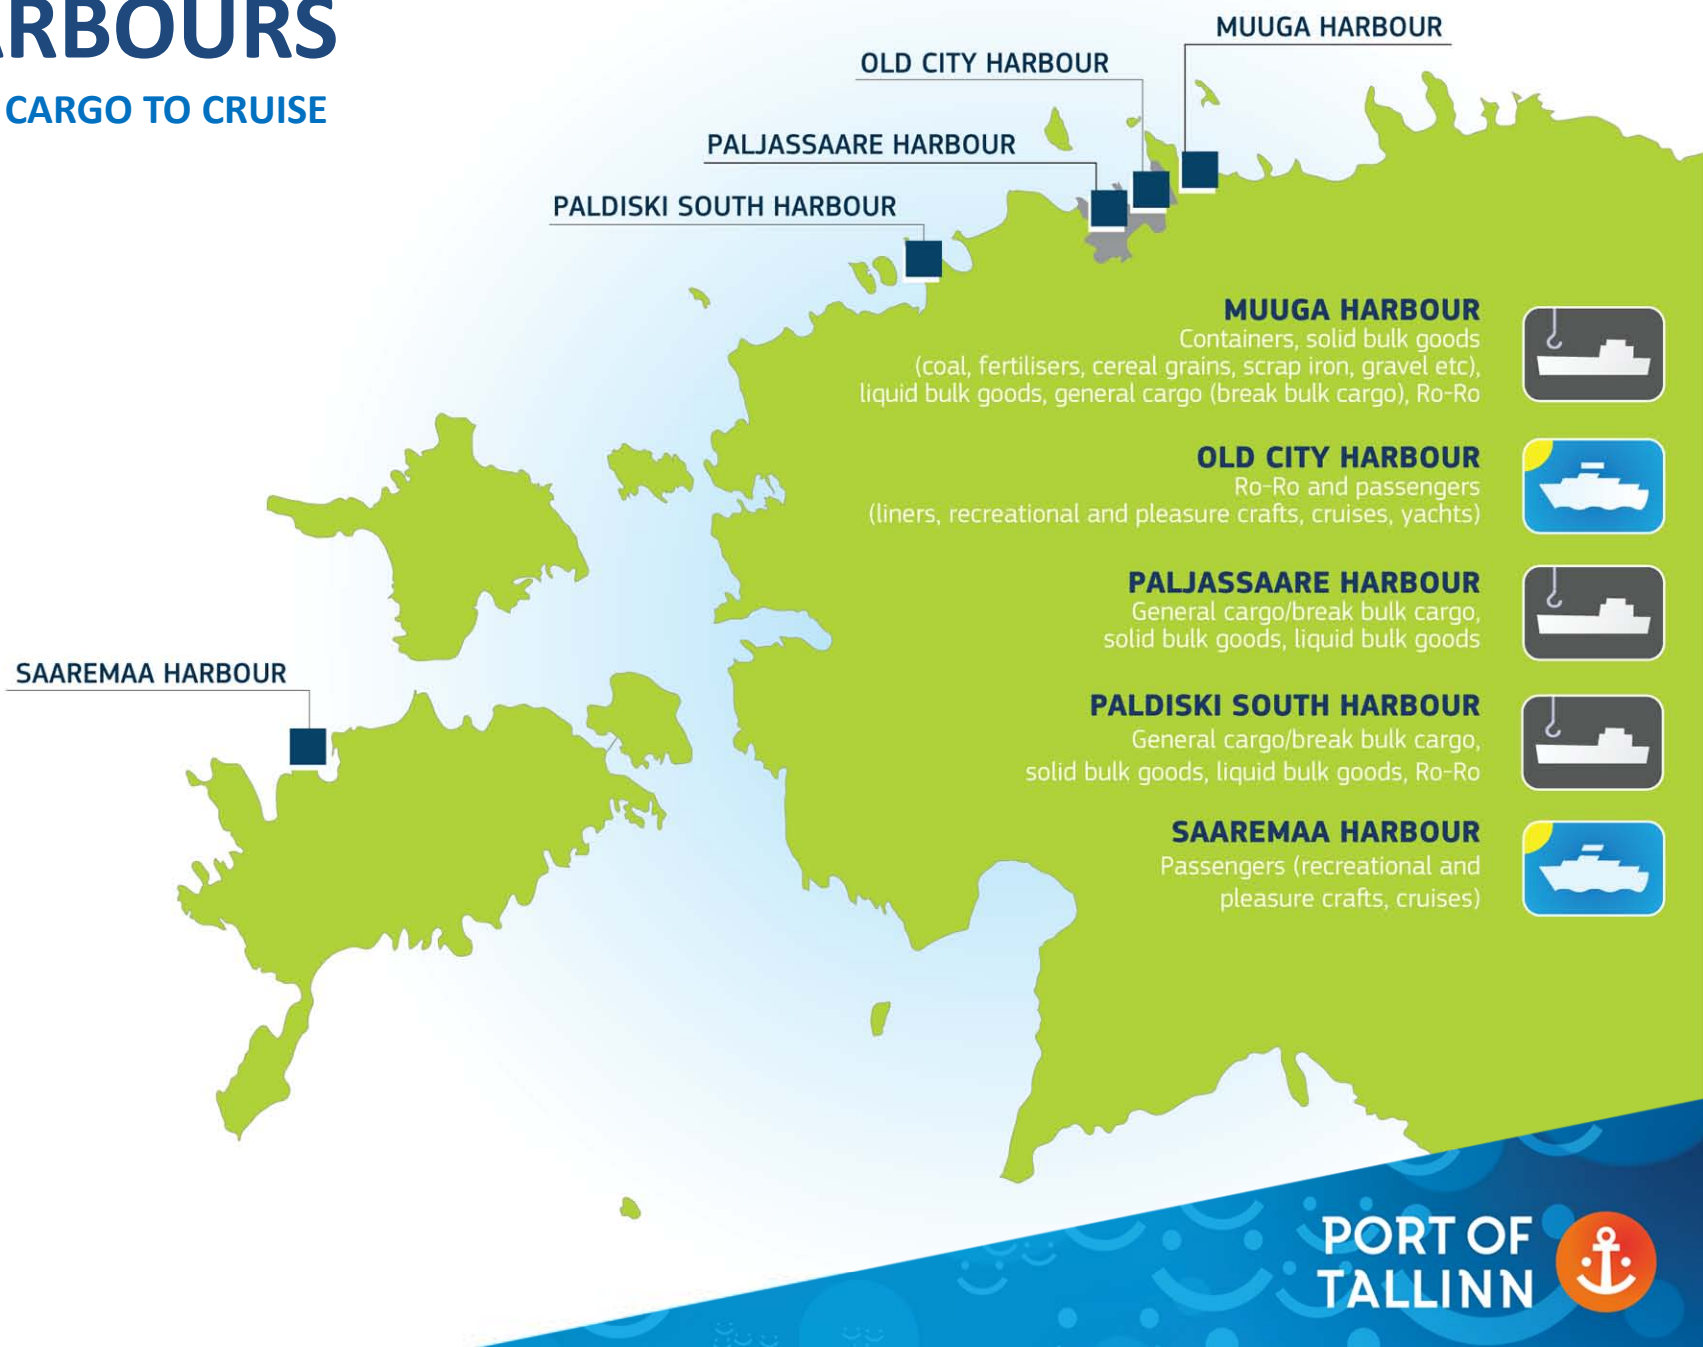 ARBOURS
CARGO TO CRUISE
MUUGA HARBOUR
OLD CITY HARBOUR
PALJASSAARE HARBOUR
PALDISKI SOUTH HARBOUR
SAAREMAA HARBOUR
MUUGA HARBOUR
Containers, solid bulk goods
(coal, fertilisers, cereal grains, scrap iron, gravel etc),
liquid bulk goods, general cargo (break bulk cargo), Ro-Ro
OLD CITY HARBOUR
Ro-Ro and passengers
(liners, recreational and pleasure crafts, cruises, yachts)
PALJASSAARE HARBOUR
General cargo/break bulk cargo,
solid bulk goods, liquid bulk goods
PALDISKI SOUTH HARBOUR
General cargo/break bulk cargo,
solid bulk goods, liquid bulk goods, Ro-Ro
SAAREMAA HARBOUR
Passengers (recreational and
pleasure crafts, cruises)
PORT OF
TALLINN